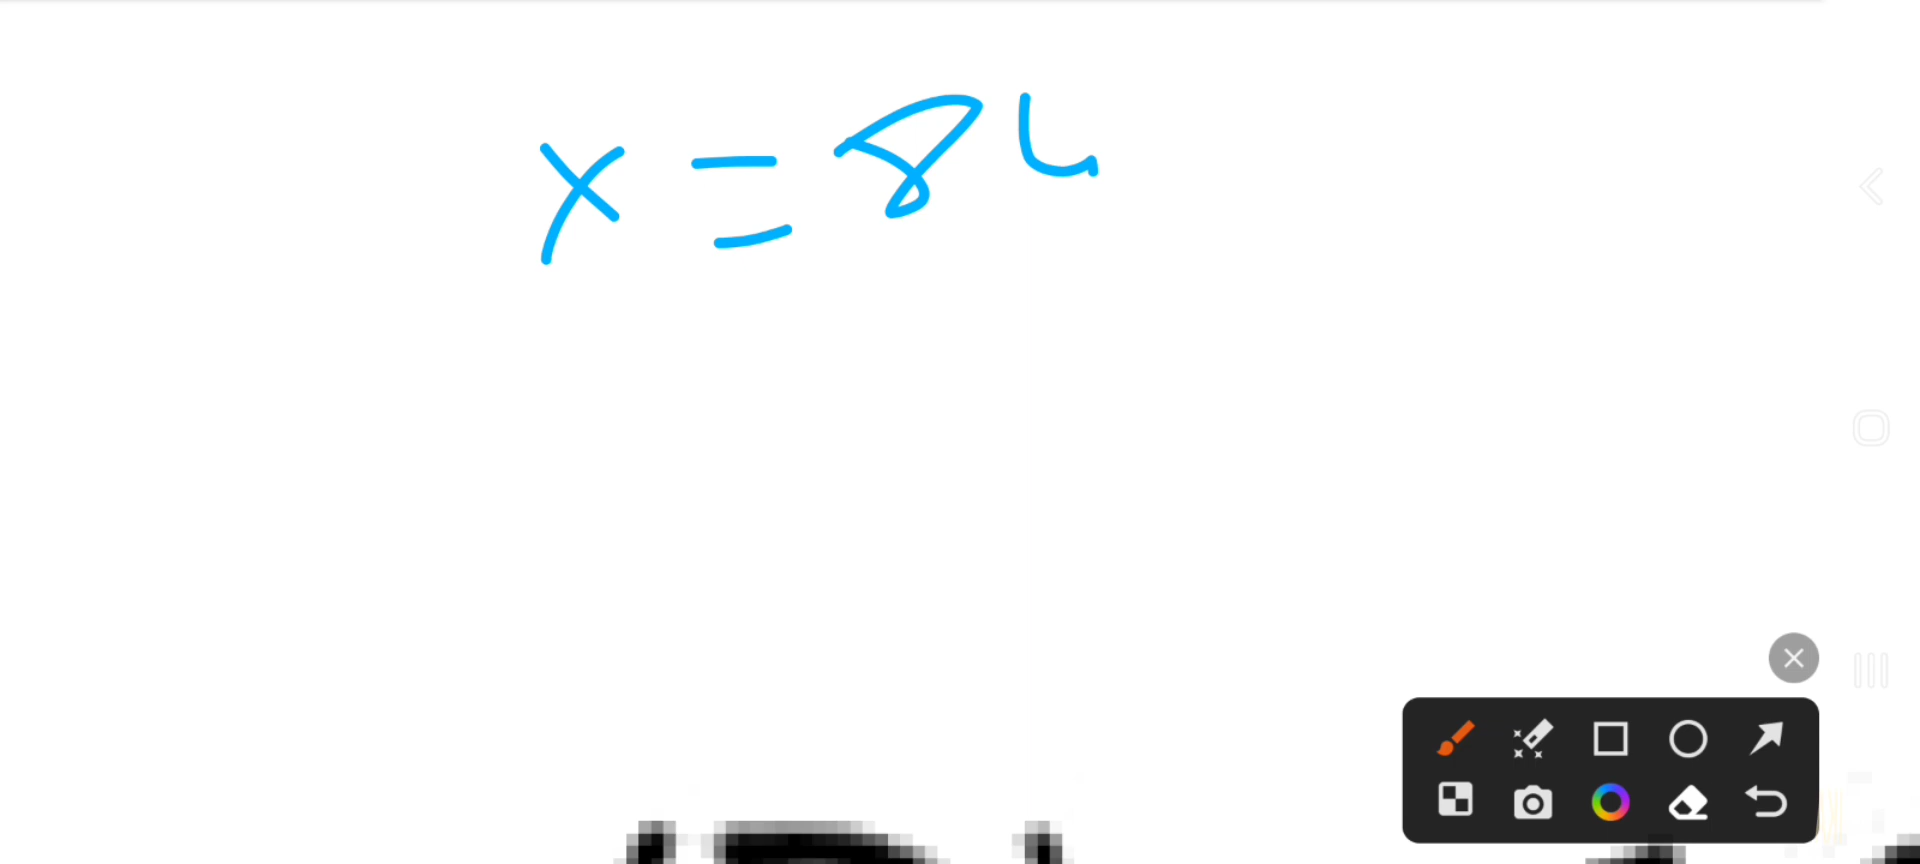 x = 84